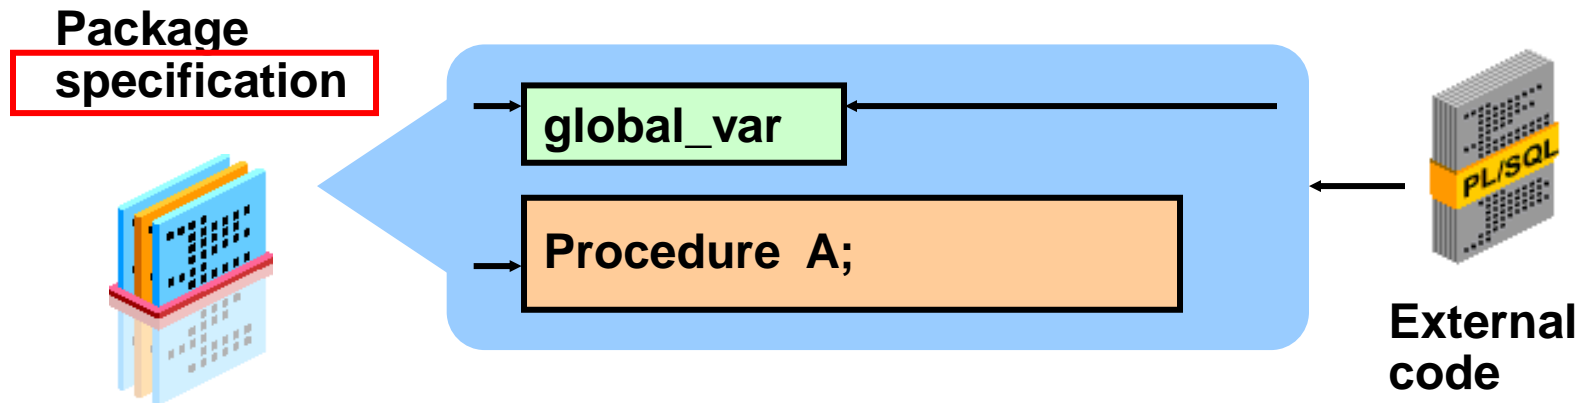 Package
specification
global_var
Procedure A;
PL/SQL
External
code